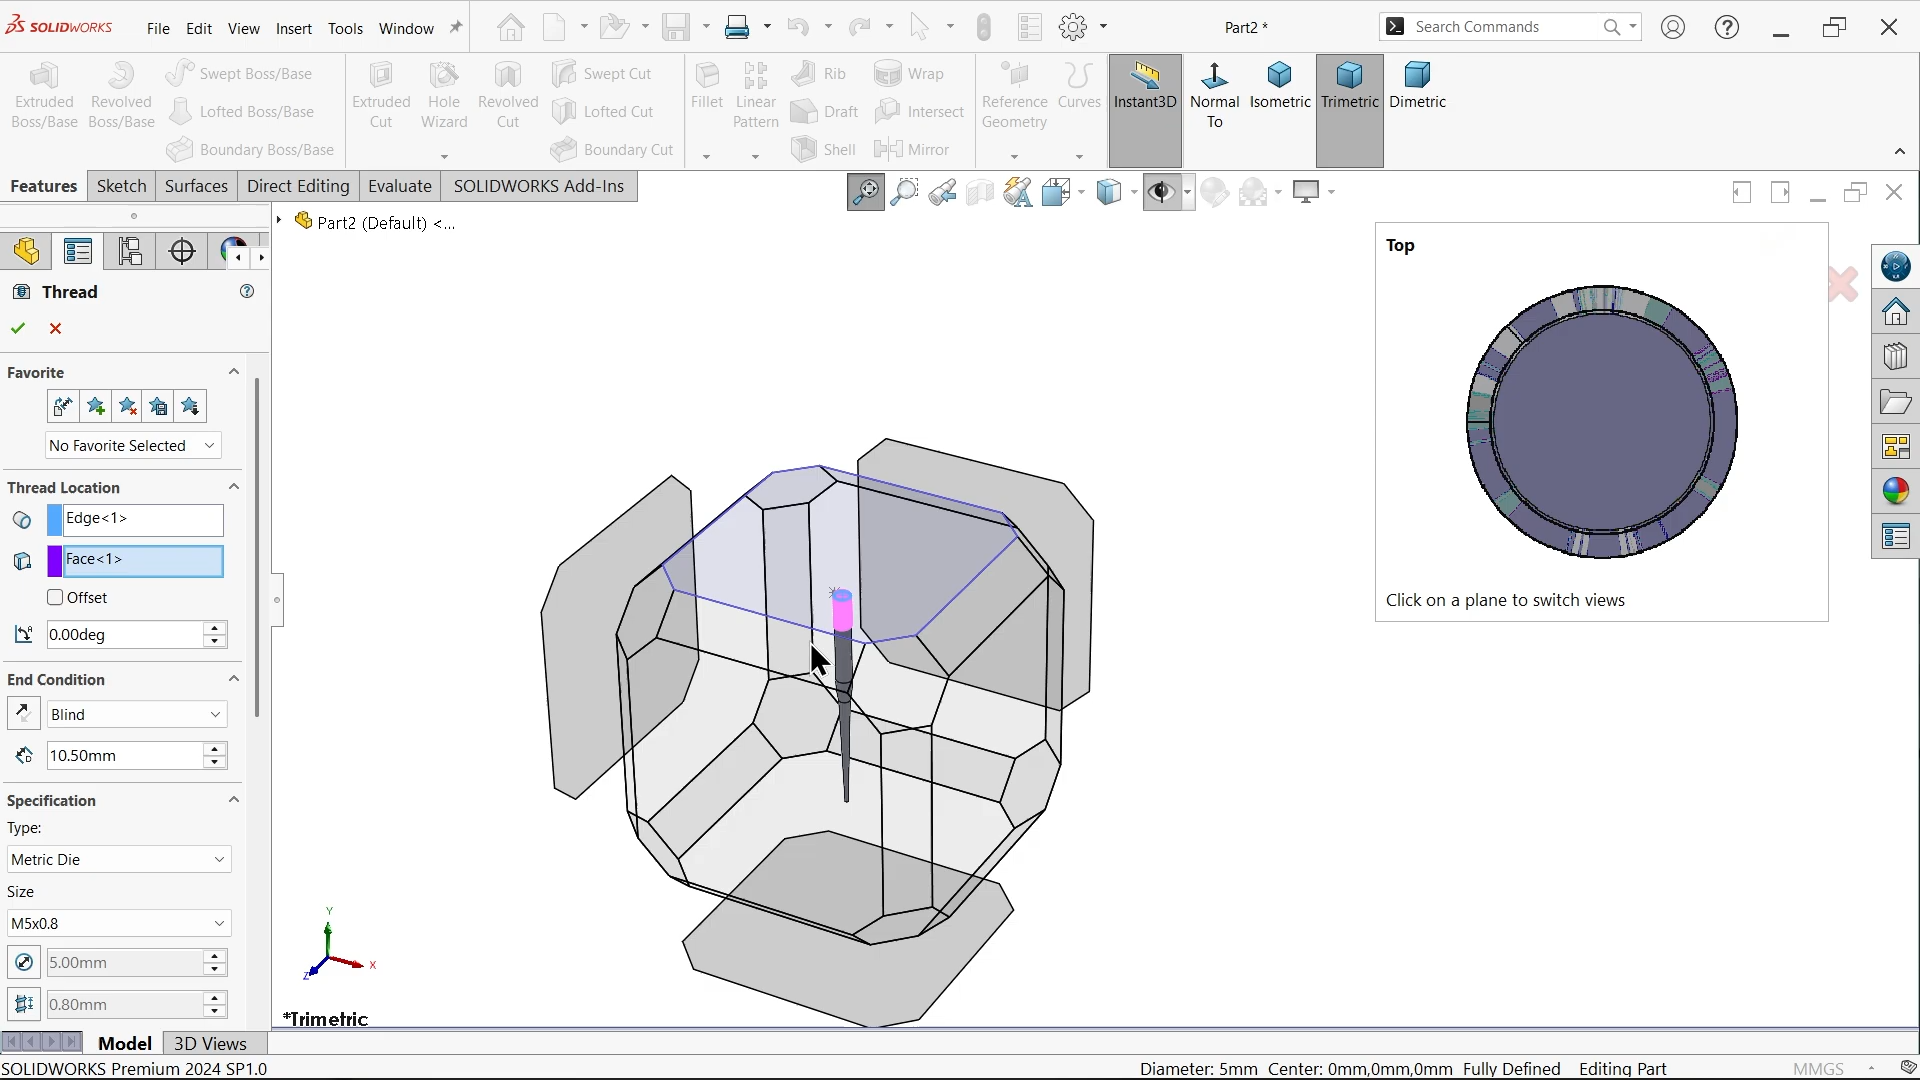 SOLIDWORKS
File Edit View Insert Tools Window
Part2 *
Search Commands
Extruded Boss/Base
Revolved Boss/Base
Swept Boss/Base
Lofted Boss/Base
Boundary Boss/Base
Extruded Cut
Hole Wizard
Revolved Cut
Swept Cut
Lofted Cut
Boundary Cut
Fillet
Linear Pattern
Rib
Draft
Shell
Wrap
Intersect
Mirror
Reference Geometry
Curves
Instant3D
Normal To
Isometric
Trimetric
Dimetric
Features Sketch Surfaces Direct Editing Evaluate SOLIDWORKS Add-Ins
Part2 (Default) <...
Top
Click on a plane to switch views
Thread
Favorite
No Favorite Selected
Thread Location
Edge<1>
Face<1>
Offset
0.00deg
End Condition
Blind
10.50mm
Specification
Type:
Metric Die
Size
M5x0.8
5.00mm
0.80mm
Y
X
Z
*Trimetric
Model 3D Views
SOLIDWORKS Premium 2024 SP1.0
Diameter: 5mm Center: 0mm,0mm,0mm Fully Defined Editing Part MMGS